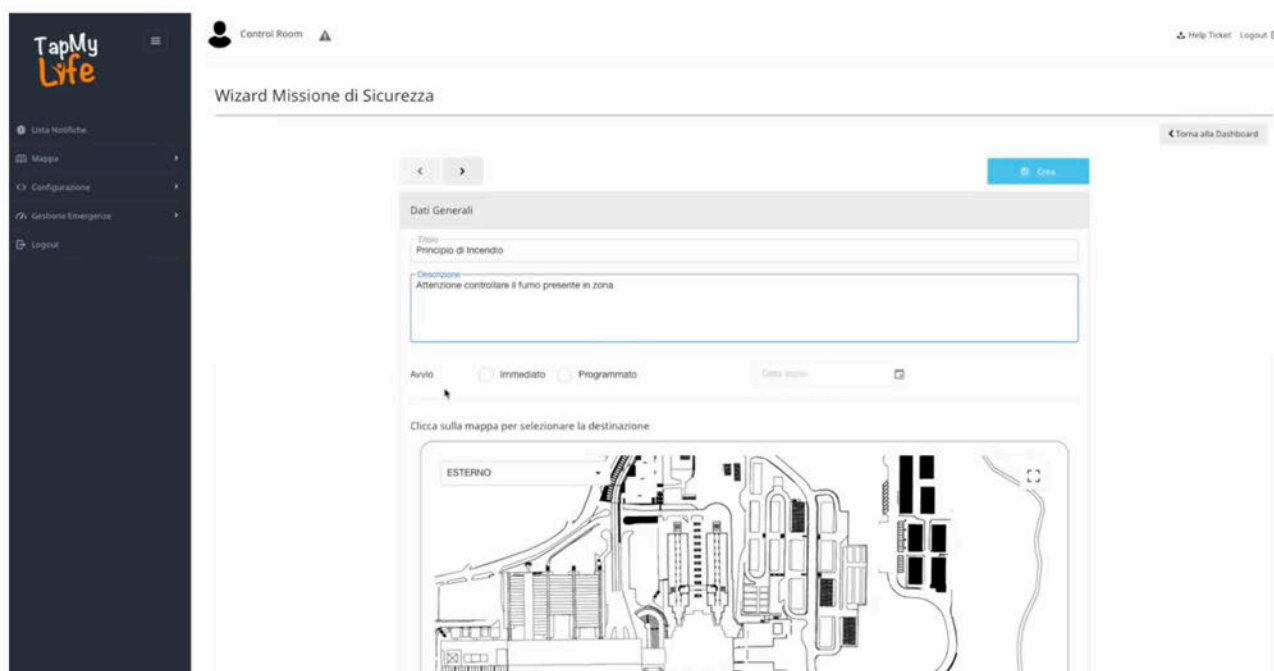 TapMy
Life
Control Room
Help Ticket
Logout
Wizard Missione di Sicurezza
Torna alla Dashboard
Lista Notifiche
Mappa
Configurazione
Gestione Emergenze
Logout
Crea
Dati Generali
Titolo
Principio di Incendio
Descrizione
Attenzione controllare il fumo presente in zona
Avvio
Immediato
Programmato
Data Inizio
Clicca sulla mappa per selezionare la destinazione
ESTERNO